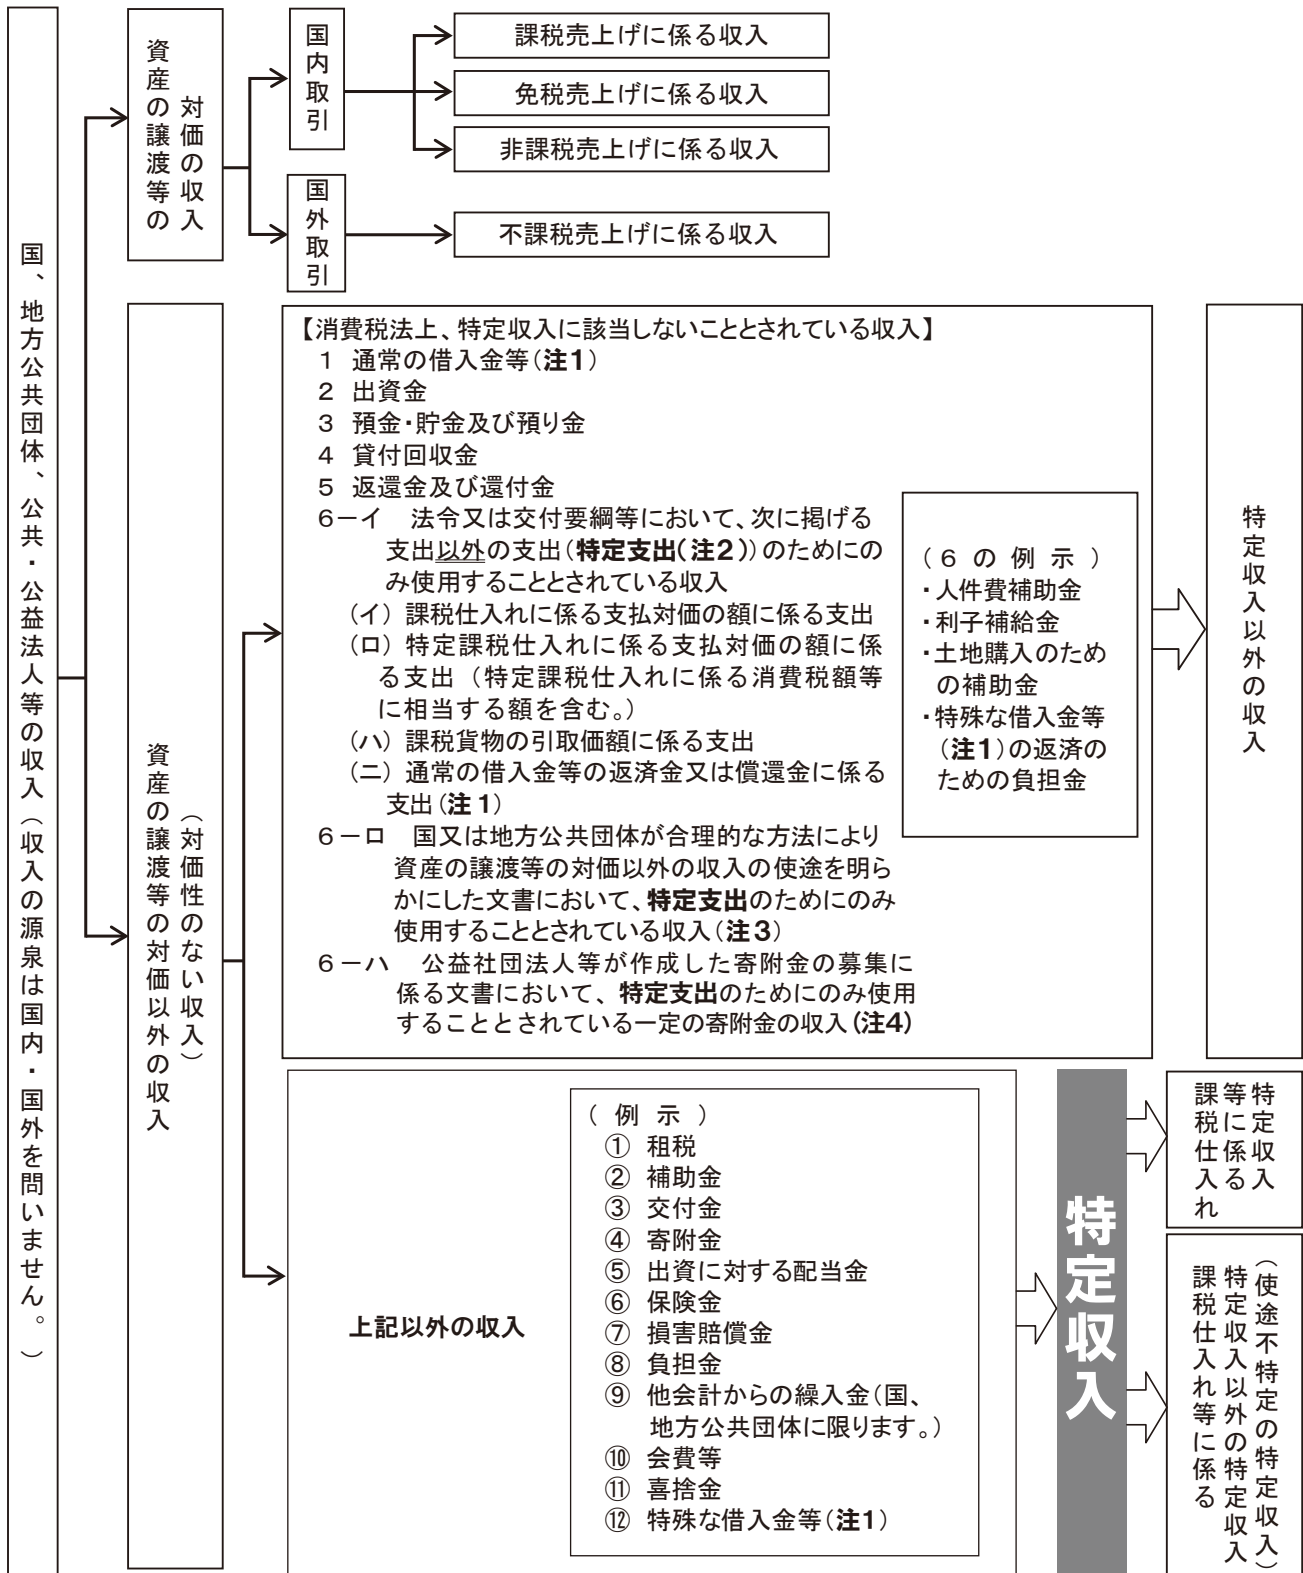 国、地方公共団体、公共・公益法人等の収入（収入の源泉は国内・国外を問いません。）
資産の譲渡等の
対価の収入
国内取引
課税売上げに係る収入
免税売上げに係る収入
非課税売上げに係る収入
国外取引
不課税売上げに係る収入
資産の譲渡等の対価以外の収入
（対価性のない収入）
【消費税法上、特定収入に該当しないこととされている収入】
1 通常の借入金等（注1）
2 出資金
3 預金・貯金及び預り金
4 貸付回収金
5 返還金及び還付金
6－イ 法令又は交付要綱等において、次に掲げる
支出以外の支出（特定支出（注2））のためにの
み使用することとされている収入
（イ）課税仕入れに係る支払対価の額に係る支出
（ロ）特定課税仕入れに係る支払対価の額に係
る支出（特定課税仕入れに係る消費税額等
に相当する額を含む。）
（ハ）課税貨物の引取価額に係る支出
（ニ）通常の借入金等の返済金又は償還金に係る
支出（注1）
6－ロ 国又は地方公共団体が合理的な方法により
資産の譲渡等の対価以外の収入の使途を明ら
かにした文書において、特定支出のためにのみ
使用することとされている収入（注3）
6－ハ 公益社団法人等が作成した寄附金の募集に
係る文書において、特定支出のためにのみ使用
することとされている一定の寄附金の収入（注4）
（6の例示）
・人件費補助金
・利子補給金
・土地購入のため
の補助金
・特殊な借入金等
（注1）の返済の
ための負担金
特定収入以外の収入
上記以外の収入
（例示）
① 租税
② 補助金
③ 交付金
④ 寄附金
⑤ 出資に対する配当金
⑥ 保険金
⑦ 損害賠償金
⑧ 負担金
⑨ 他会計からの繰入金（国、
地方公共団体に限ります。）
⑩ 会費等
⑪ 喜捨金
⑫ 特殊な借入金等（注1）
特定収入
課税仕入れ
等に係る
特定収入
課税仕入れ等に係る
特定収入以外の特定収入
（使途不特定の特定収入）